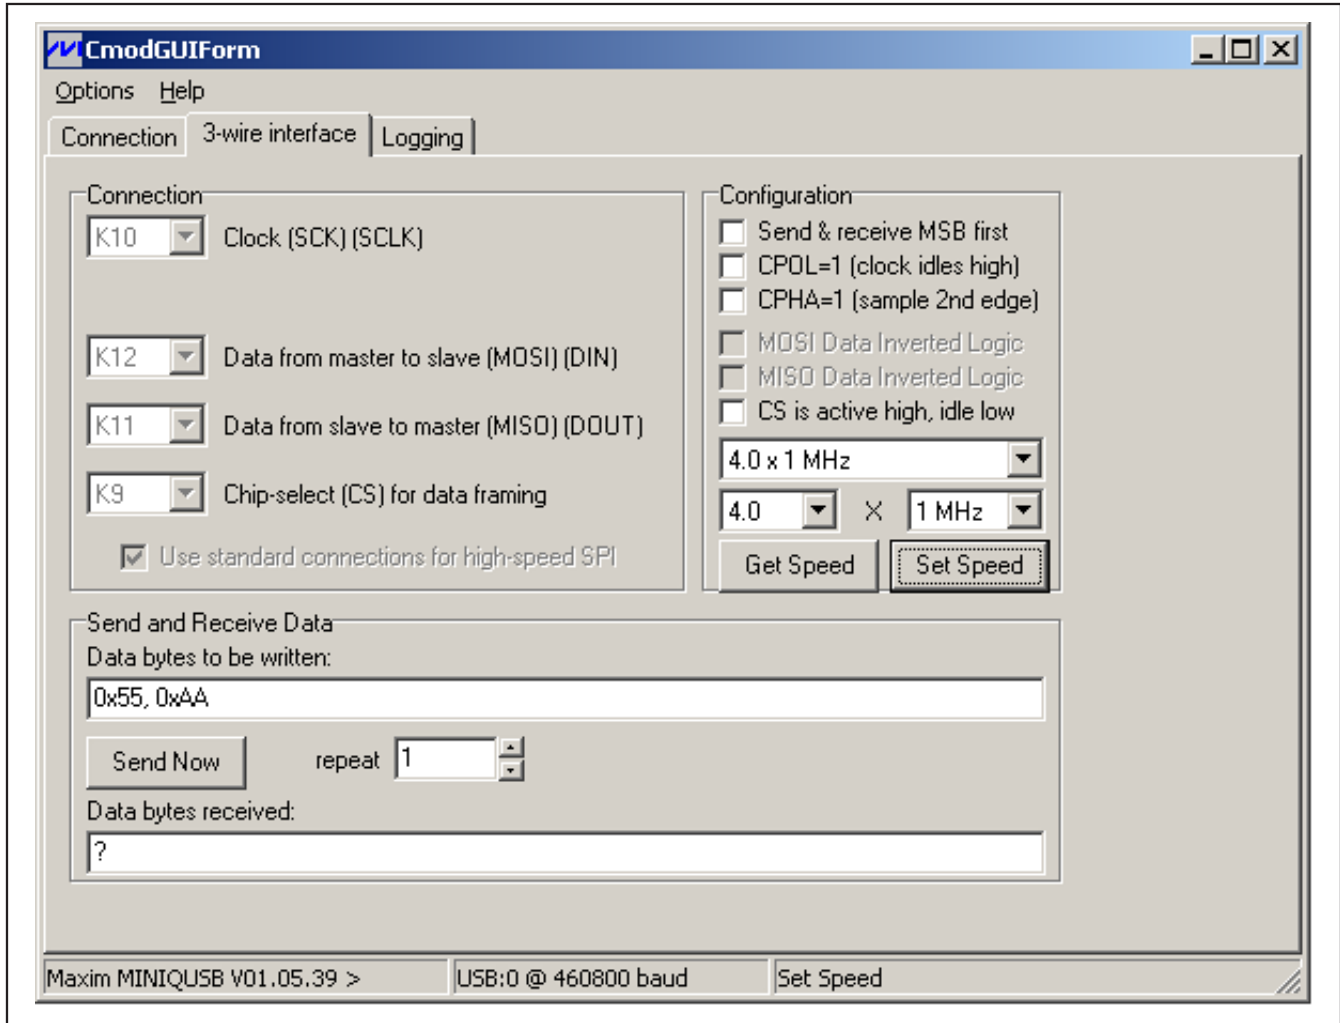 CmodGUIForm
Options Help
Connection 3-wire interface Logging
Connection
K10 Clock (SCK) (SCLK)
K12 Data from master to slave (MOSI) (DIN)
K11 Data from slave to master (MISO) (DOUT)
K9 Chip-select (CS) for data framing
Use standard connections for high-speed SPI
Configuration
Send & receive MSB first
CPOL=1 (clock idles high)
CPHA=1 (sample 2nd edge)
MOSI Data Inverted Logic
MISO Data Inverted Logic
CS is active high, idle low
4.0 x 1 MHz
4.0 X 1 MHz
Get Speed Set Speed
Send and Receive Data
Data bytes to be written:
0x55, 0xAA
Send Now repeat 1
Data bytes received:
?
Maxim MINIQUSB V01.05.39 > USB:0 @ 460800 baud Set Speed